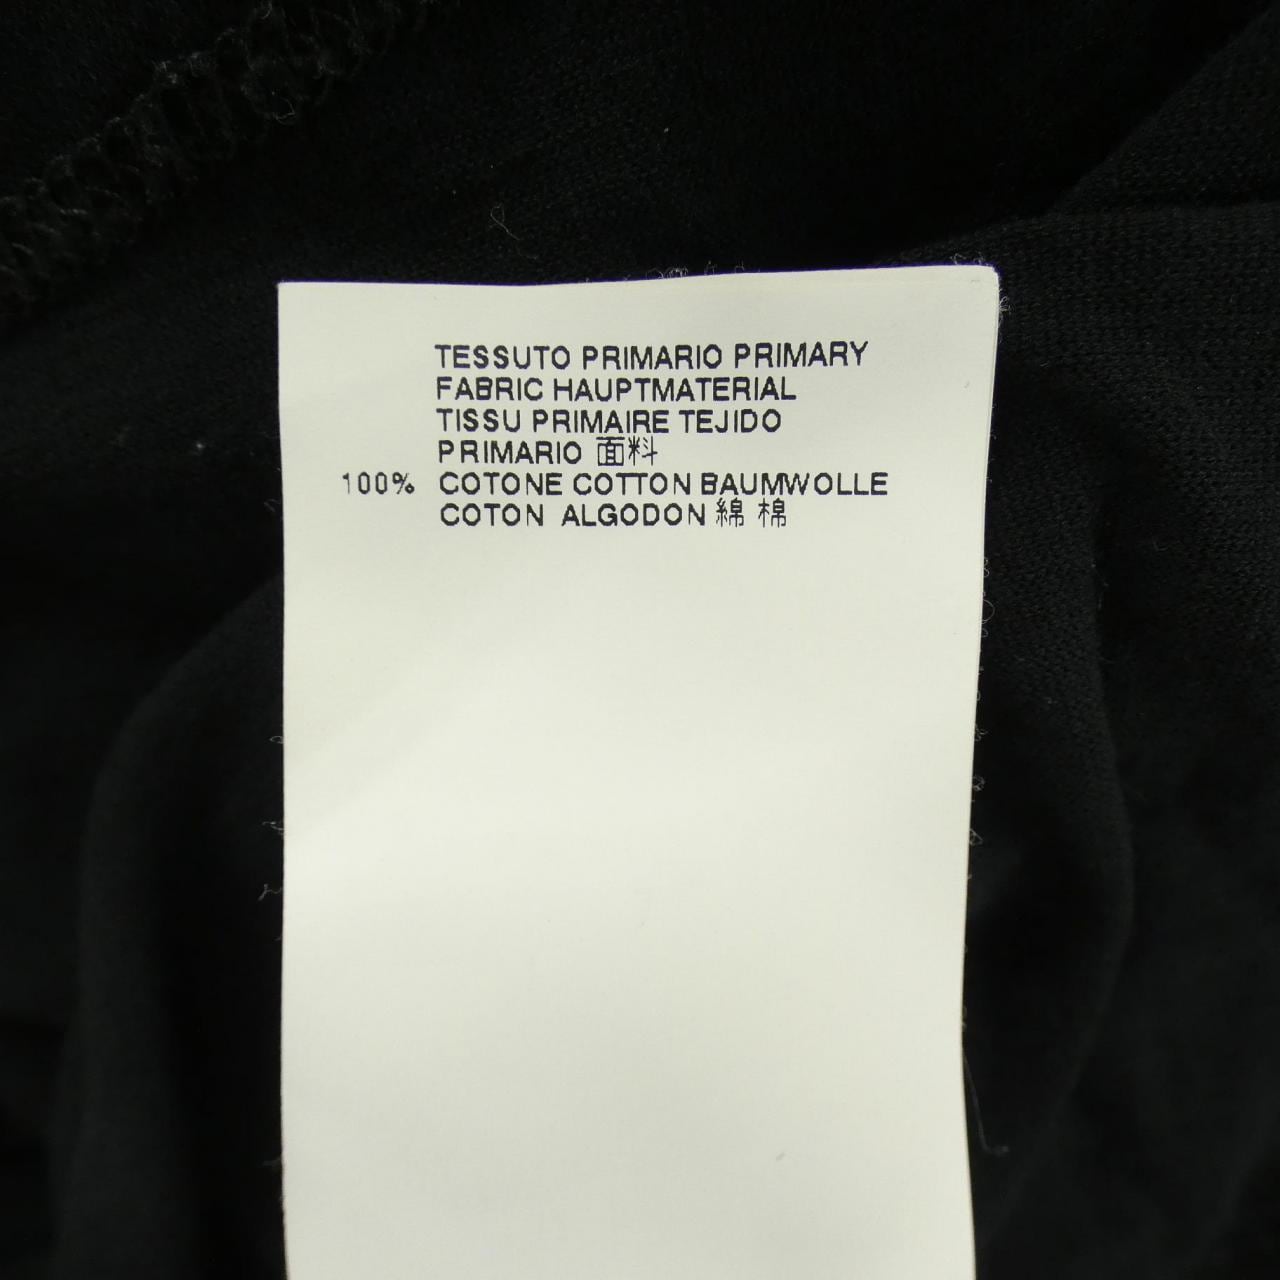 TESSUTO PRIMARIO PRIMARY
FABRIC HAUPTMATERIAL
TISSU PRIMAIRE TEJIDO
PRIMARIO 面料
100% COTONE COTTON BAUMWOLLE
COTON ALGODON 綿 棉